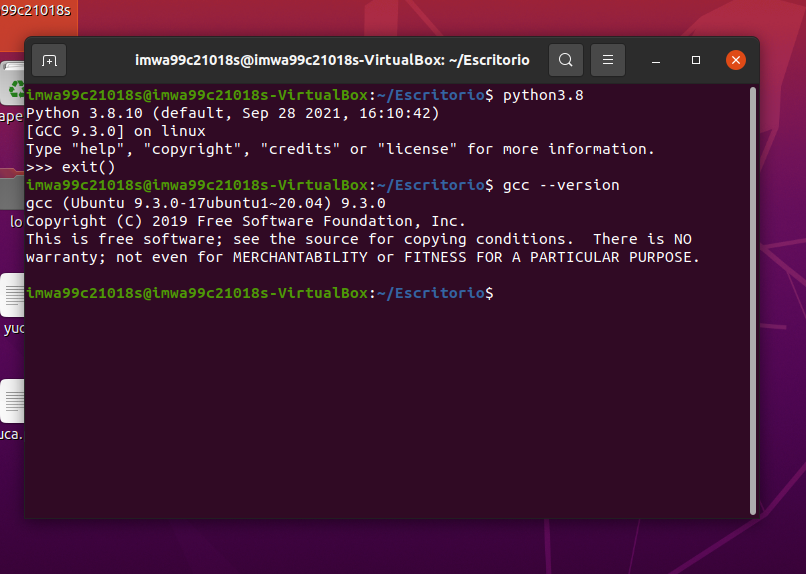 99c21018s
imwa99c21018s@imwa99c21018s-VirtualBox: ~/Escritorio
imwa99c21018s@imwa99c21018s-VirtualBox:~/Escritorio$ python3.8
Python 3.8.10 (default, Sep 28 2021, 16:10:42)
[GCC 9.3.0] on linux
Type "help", "copyright", "credits" or "license" for more information.
>>> exit()
imwa99c21018s@imwa99c21018s-VirtualBox:~/Escritorio$ gcc --version
gcc (Ubuntu 9.3.0-17ubuntu1~20.04) 9.3.0
Copyright (C) 2019 Free Software Foundation, Inc.
This is free software; see the source for copying conditions.  There is NO
warranty; not even for MERCHANTABILITY or FITNESS FOR A PARTICULAR PURPOSE.
imwa99c21018s@imwa99c21018s-VirtualBox:~/Escritorio$
ape
lo
yuc
uca.